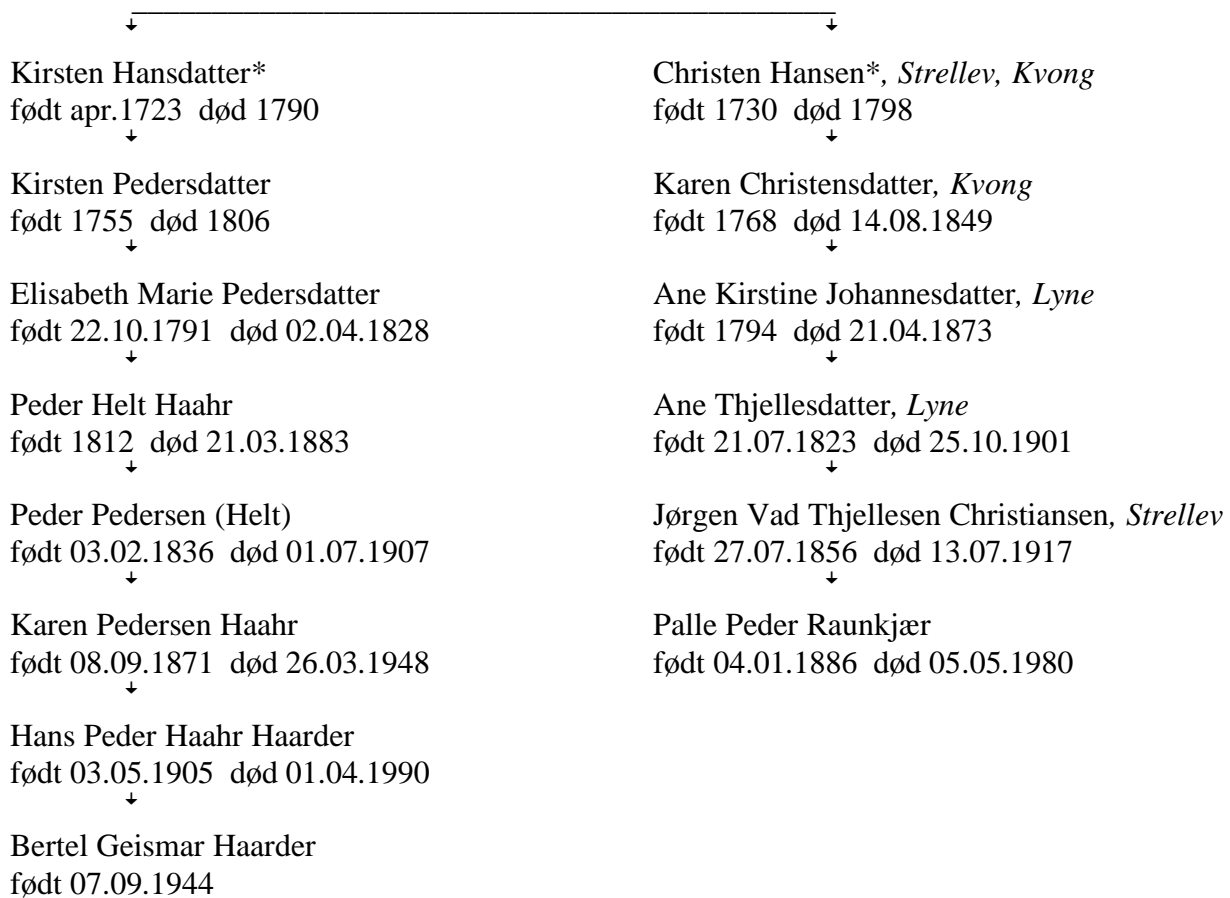 Kirsten Hansdatter*
født apr.1723 død 1790
Kirsten Pedersdatter
født 1755 død 1806
Elisabeth Marie Pedersdatter
født 22.10.1791 død 02.04.1828
Peder Helt Haahr
født 1812 død 21.03.1883
Peder Pedersen (Helt)
født 03.02.1836 død 01.07.1907
Karen Pedersen Haahr
født 08.09.1871 død 26.03.1948
Hans Peder Haahr Haarder
født 03.05.1905 død 01.04.1990
Bertel Geismar Haarder
født 07.09.1944
Christen Hansen*, Strellev, Kvong
født 1730 død 1798
Karen Christensdatter, Kvong
født 1768 død 14.08.1849
Ane Kirstine Johannesdatter, Lyne
født 1794 død 21.04.1873
Ane Thjellesdatter, Lyne
født 21.07.1823 død 25.10.1901
Jørgen Vad Thjellesen Christiansen, Strellev
født 27.07.1856 død 13.07.1917
Palle Peder Raunkjær
født 04.01.1886 død 05.05.1980